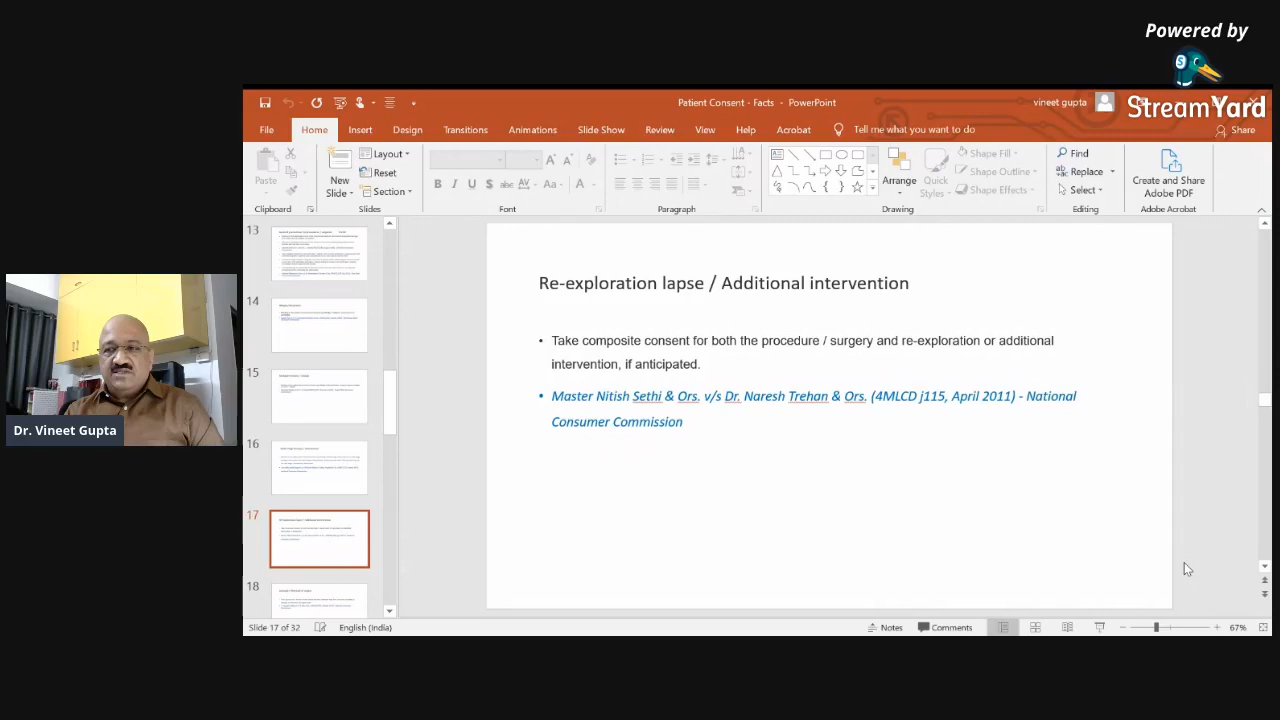 Powered by
StreamYard
Patient Consent - Facts - PowerPoint
vineet gupta
File Home Insert Design Transitions Animations Slide Show Review View Help Acrobat Tell me what you want to do
Share
Paste
New
Slide
Layout
Reset
Section
B I U S abc AV Aa A
Arrange
Quick
Styles
Shape Fill
Shape Outline
Shape Effects
Find
Replace
Select
Create and Share
Adobe PDF
Clipboard Slides Font Paragraph Drawing Editing Adobe Acrobat
13
14
15
16
17
18
Re-exploration lapse / Additional intervention
• Take composite consent for both the procedure / surgery and re-exploration or additional
intervention, if anticipated.
• Master Nitish Sethi & Ors. v/s Dr. Naresh Trehan & Ors. (4MLCD j115, April 2011) - National
Consumer Commission
Dr. Vineet Gupta
Slide 17 of 32 English (India) Notes Comments 67%